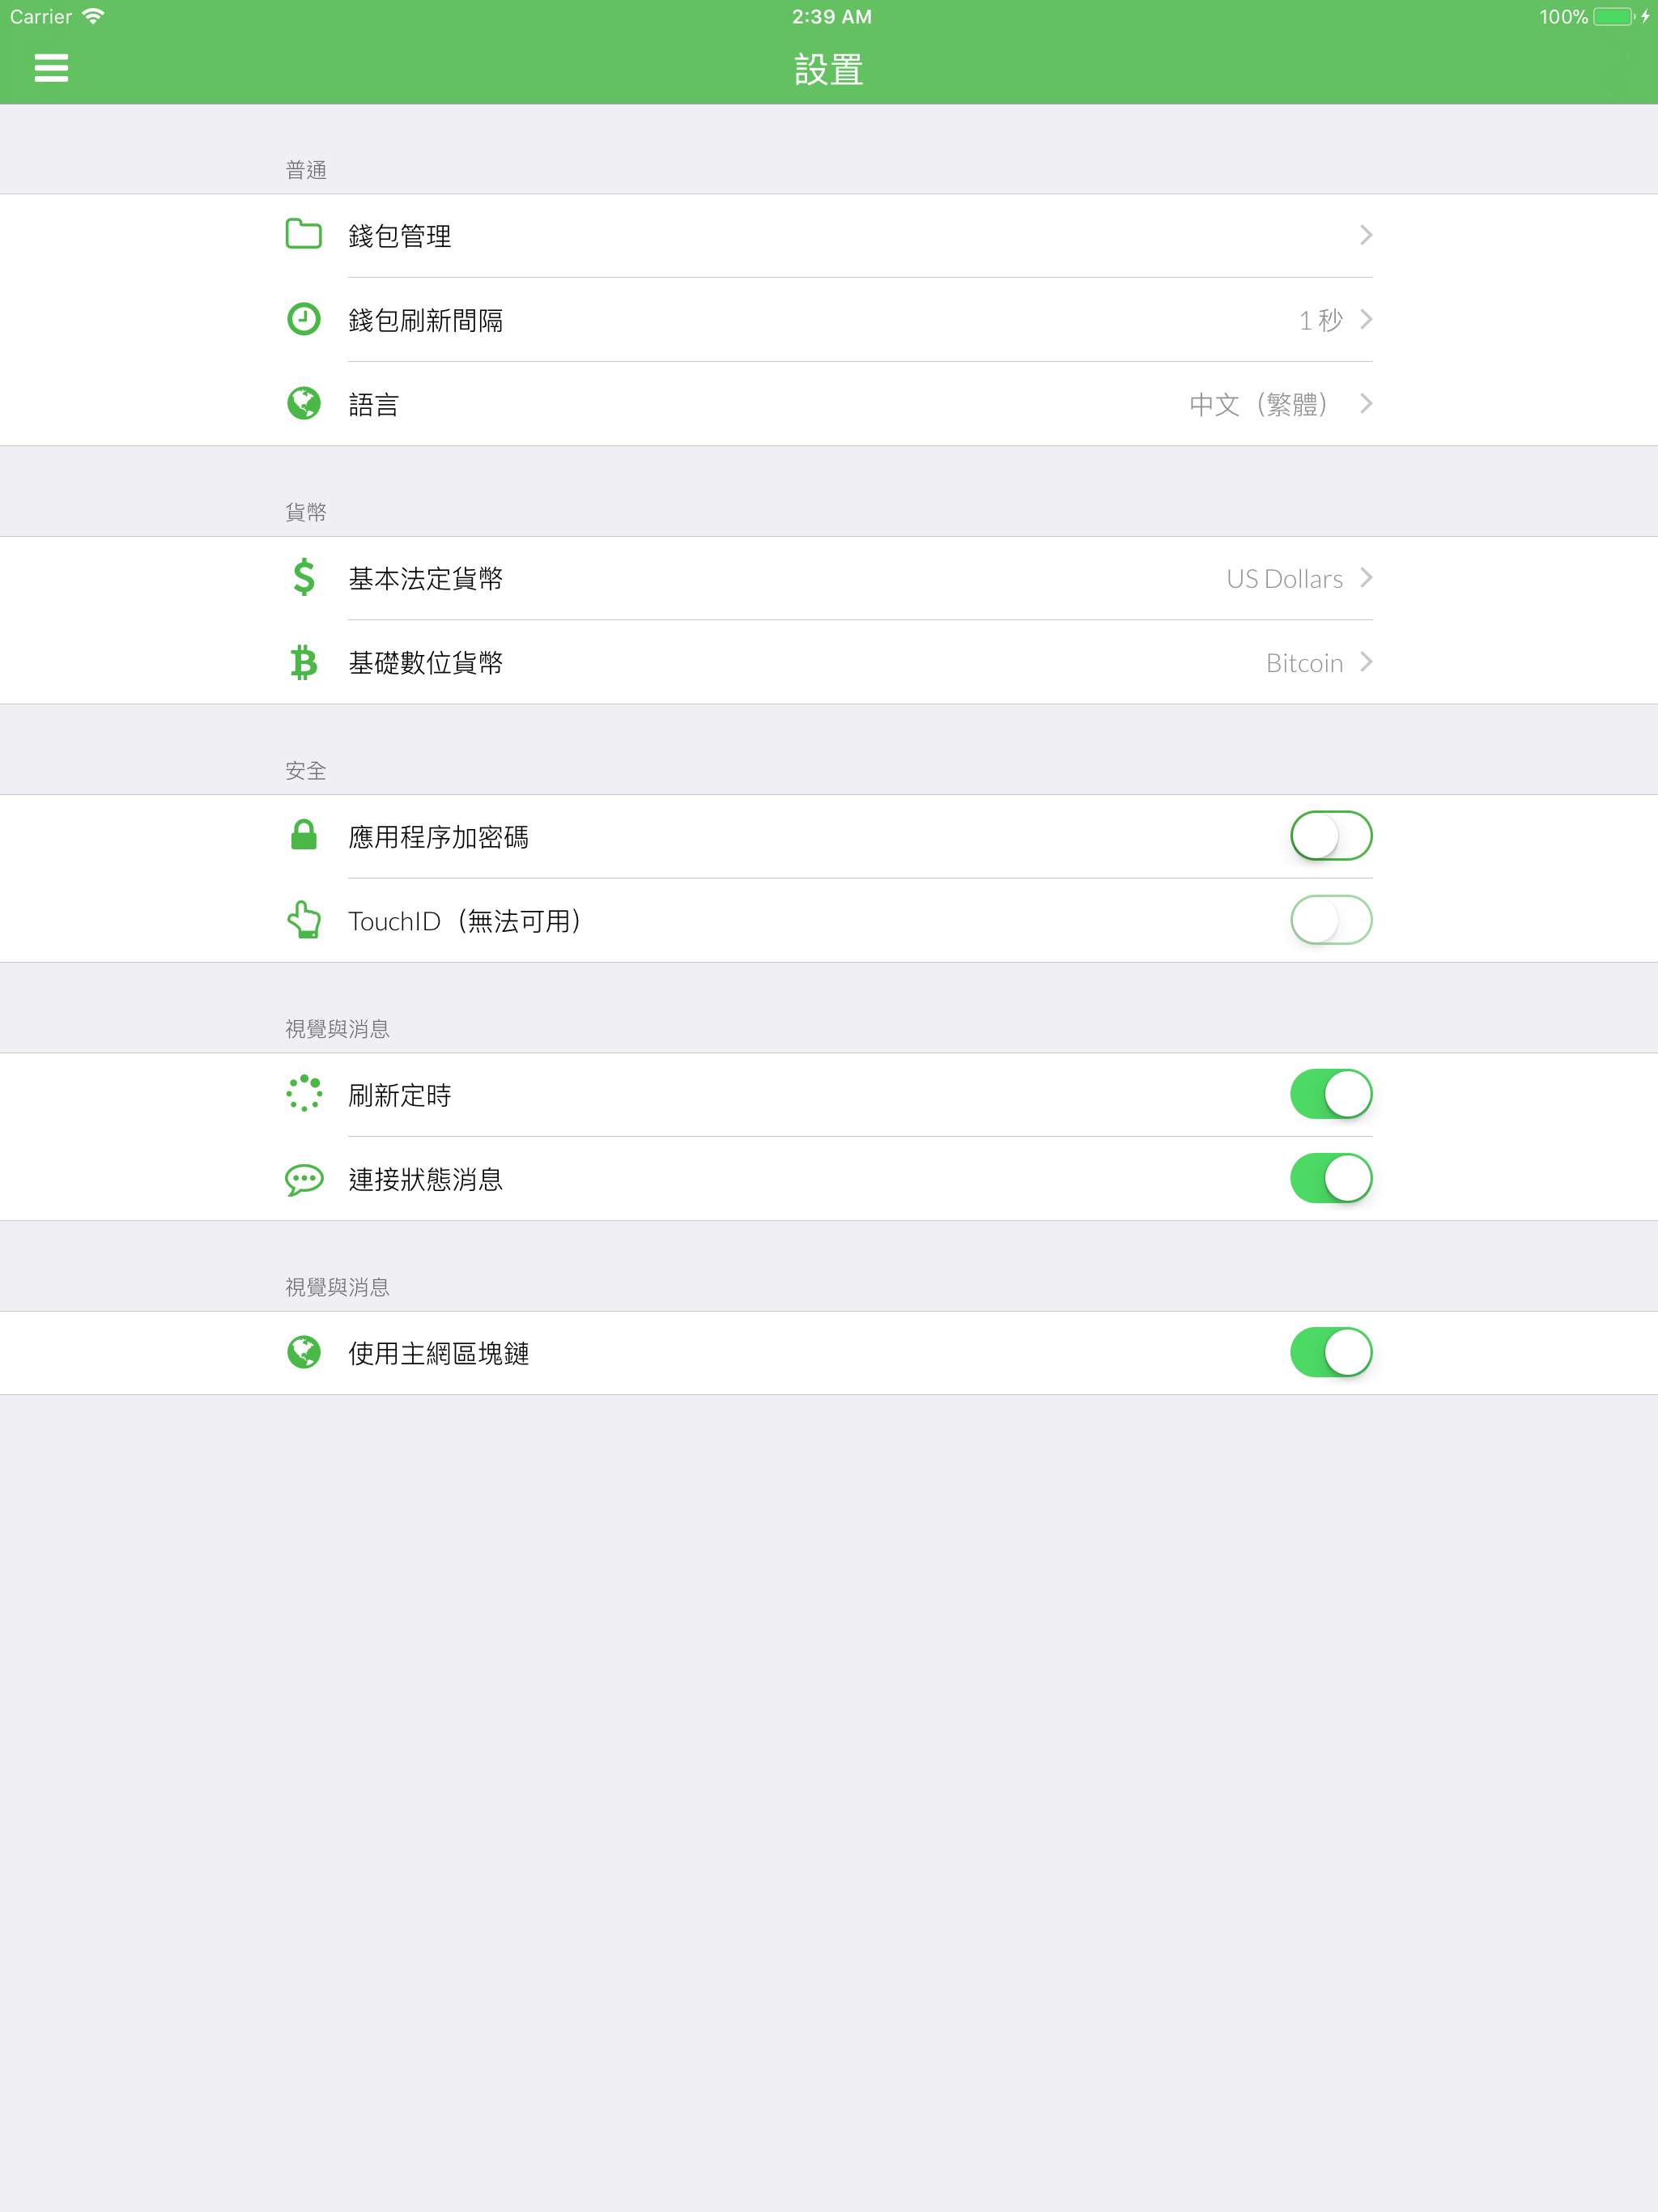 Carrier 2:39 AM 100%
設置
普通
錢包管理
錢包刷新間隔 1 秒
語言 中文（繁體）
貨幣
基本法定貨幣 US Dollars
基礎數位貨幣 Bitcoin
安全
應用程序加密碼
TouchID（無法可用）
視覺與消息
刷新定時
連接狀態消息
視覺與消息
使用主網區塊鏈